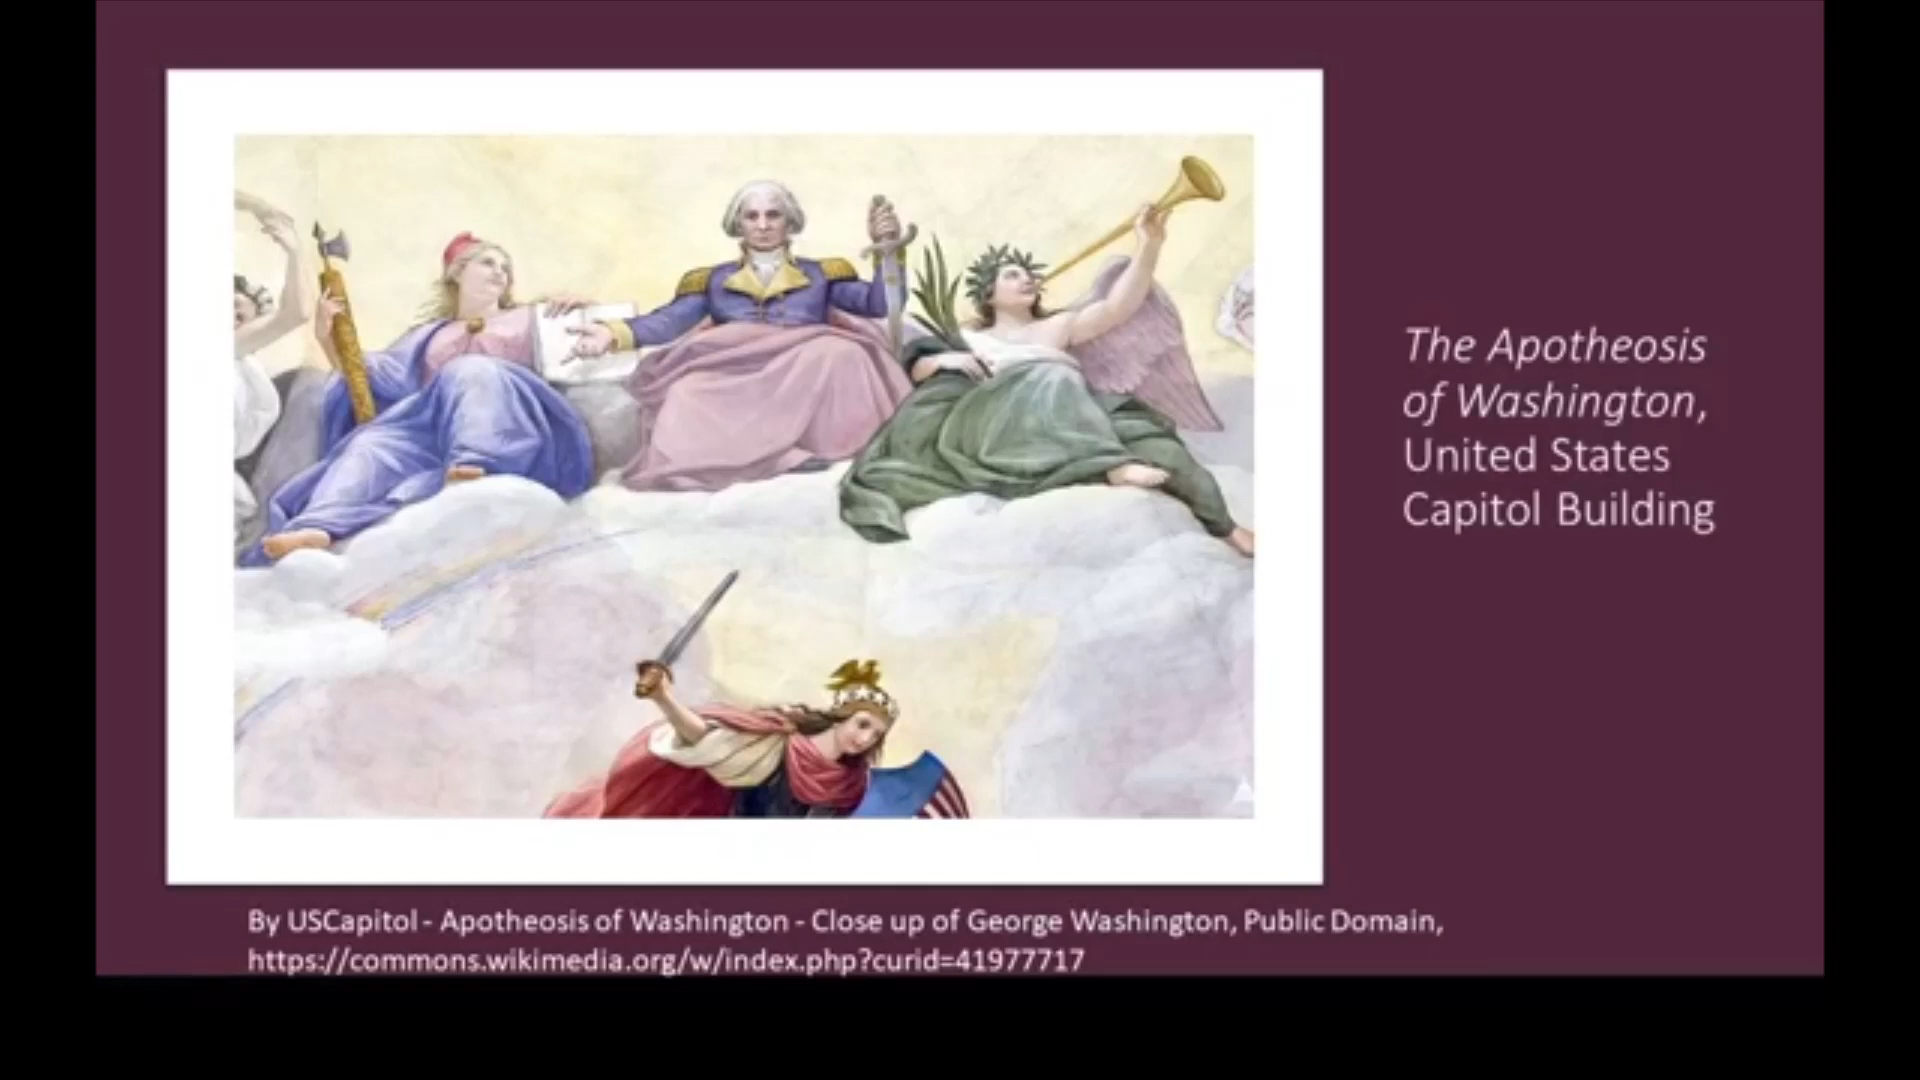 The Apotheosis
of Washington,
United States
Capitol Building
By USCapitol - Apotheosis of Washington - Close up of George Washington, Public Domain,
https://commons.wikimedia.org/w/index.php?curid=41977717